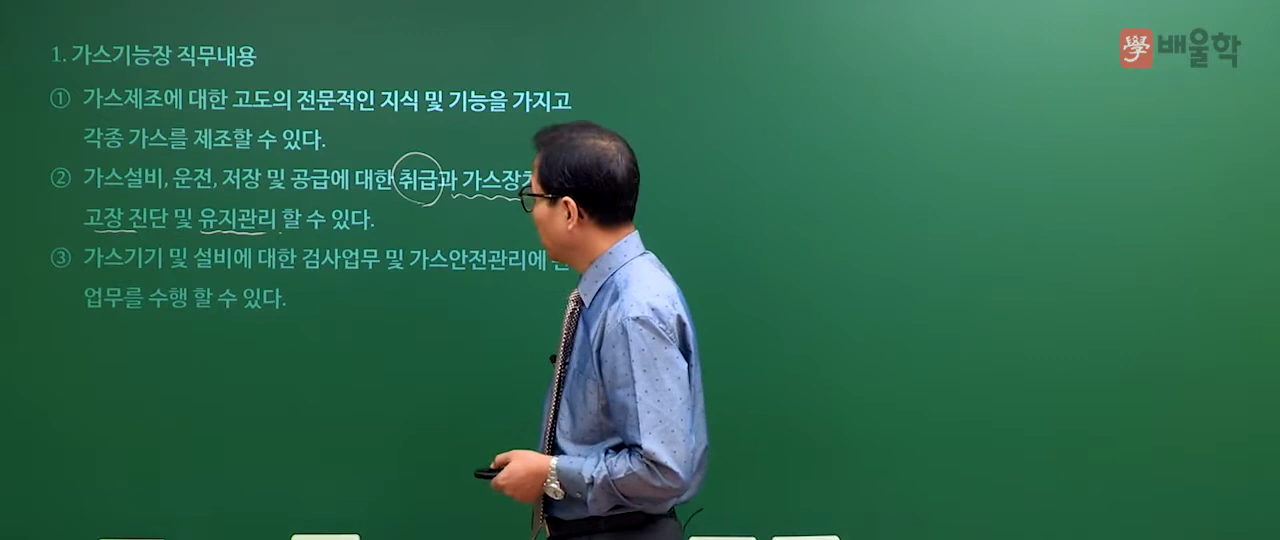 1. 가스기능장 직무내용
① 가스제조에 대한 고도의 전문적인 지식 및 기능을 가지고
각종 가스를 제조할 수 있다.
② 가스설비, 운전, 저장 및 공급에 대한 취급과
고장 진단 및 유지관리 할 수 있다.
③ 가스기기 및 설비에 대한 검사업무 및 가스안전관리에
업무를 수행 할 수 있다.
學 배울학